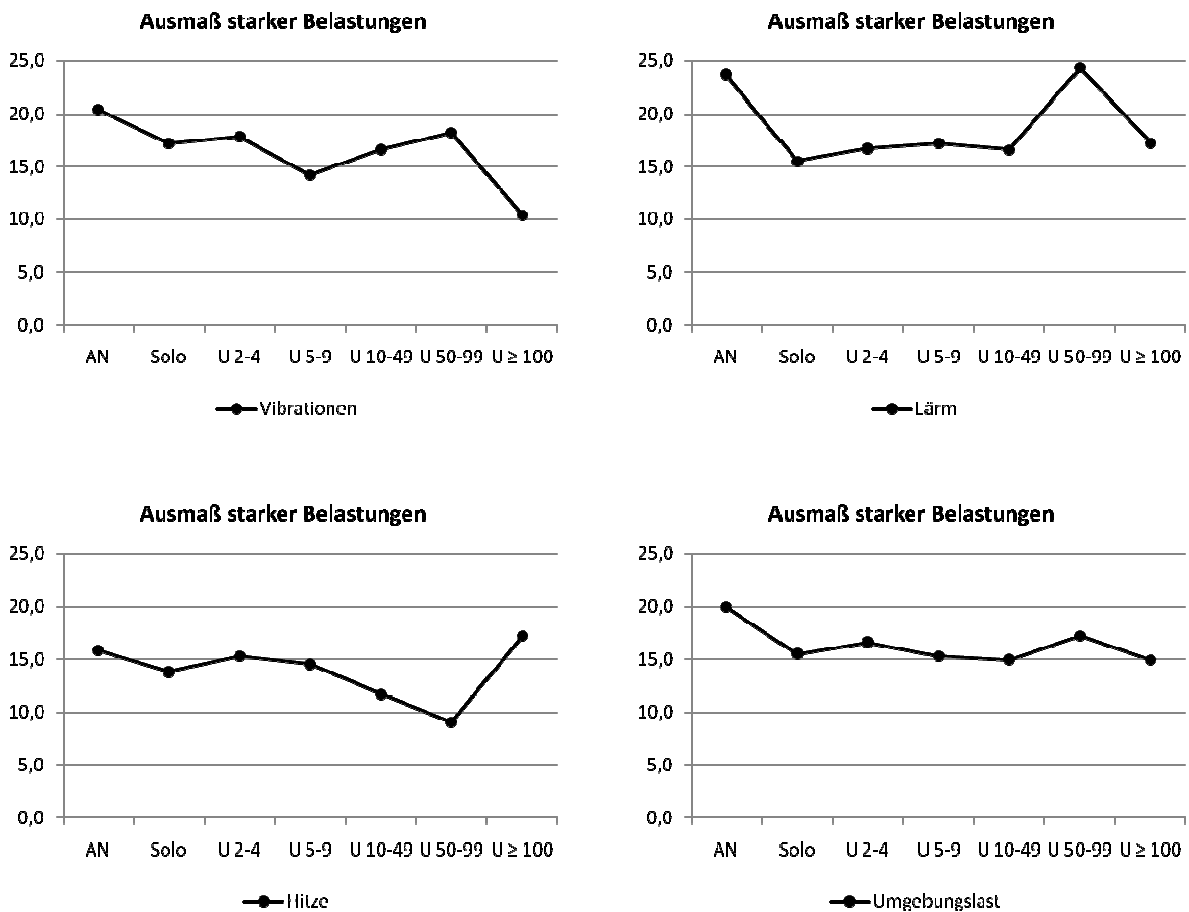 Ausmaß starker Belastungen
25,0
20,0
15,0
10,0
5,0
0,0
AN Solo U 2-4 U 5-9 U 10-49 U 50-99 U ≥ 100
Vibrationen
Ausmaß starker Belastungen
25,0
20,0
15,0
10,0
5,0
0,0
AN Solo U 2-4 U 5-9 U 10-49 U 50-99 U ≥ 100
Lärm
Ausmaß starker Belastungen
25,0
20,0
15,0
10,0
5,0
0,0
AN Solo U 2-4 U 5-9 U 10-49 U 50-99 U ≥ 100
Hitze
Ausmaß starker Belastungen
25,0
20,0
15,0
10,0
5,0
0,0
AN Solo U 2-4 U 5-9 U 10-49 U 50-99 U ≥ 100
Umgebungslast